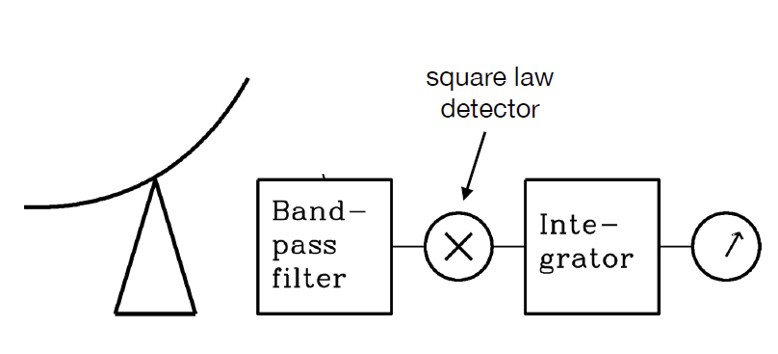 square law
detector
Band-
pass
filter
Inte-
grator